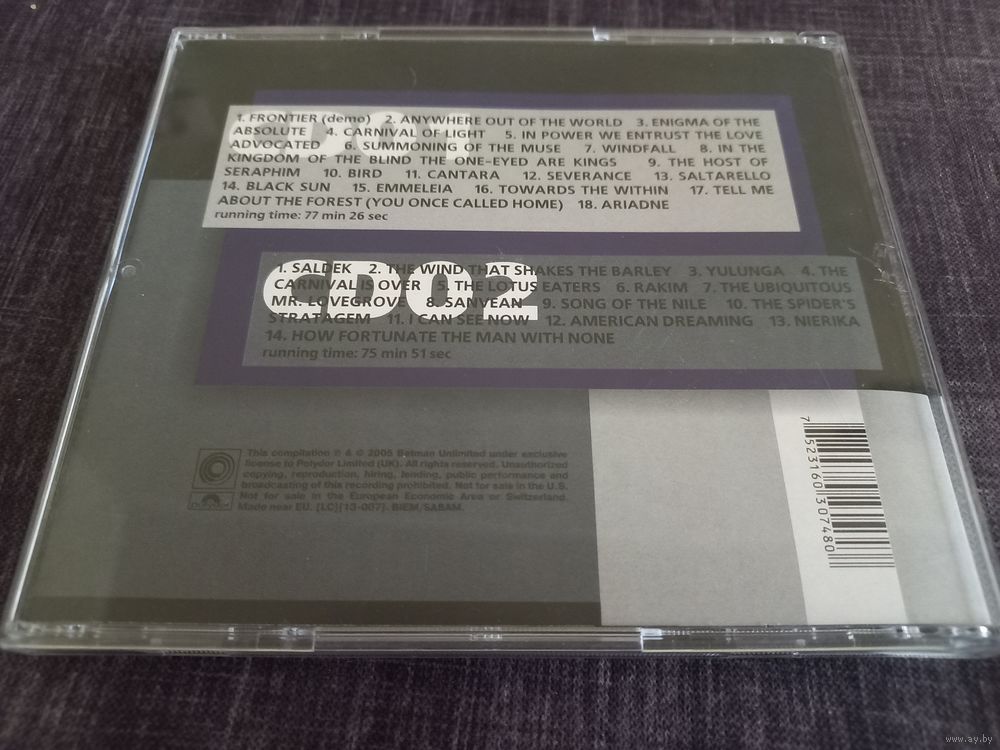 CD01
1. FRONTIER (demo) 2. ANYWHERE OUT OF THE WORLD 3. ENIGMA OF THE
ABSOLUTE 4. CARNIVAL OF LIGHT 5. IN POWER WE ENTRUST THE LOVE
ADVOCATED 6. SUMMONING OF THE MUSE 7. WINDFALL 8. IN THE
KINGDOM OF THE BLIND THE ONE-EYED ARE KINGS 9. THE HOST OF
SERAPHIM 10. BIRD 11. CANTARA 12. SEVERANCE 13. SALTARELLO
14. BLACK SUN 15. EMMELEIA 16. TOWARDS THE WITHIN 17. TELL ME
ABOUT THE FOREST (YOU ONCE CALLED HOME) 18. ARIADNE
running time: 77 min 26 sec
CD02
1. SALDEK 2. THE WIND THAT SHAKES THE BARLEY 3. YULUNGA 4. THE
CARNIVAL IS OVER 5. THE LOTUS EATERS 6. RAKIM 7. THE UBIQUITOUS
MR. LOVEGROVE 8. SANVEAN 9. SONG OF THE NILE 10. THE SPIDER'S
STRATAGEM 11. I CAN SEE NOW 12. AMERICAN DREAMING 13. NIERIKA
14. HOW FORTUNATE THE MAN WITH NONE
running time: 75 min 51 sec
This compilation ℗ & © 2005 Betman Unlimited under exclusive
license to Polydor Limited (UK). All rights reserved. Unauthorized
copying, reproduction, hiring, lending, public performance and
broadcasting of this recording prohibited. Not for sale in the U.S.
Not for sale in the European Economic Area or Switzerland.
Made near EU. [LC][13-007]. BIEM/SABAM.
7 52316 030748 0
www.ay.by